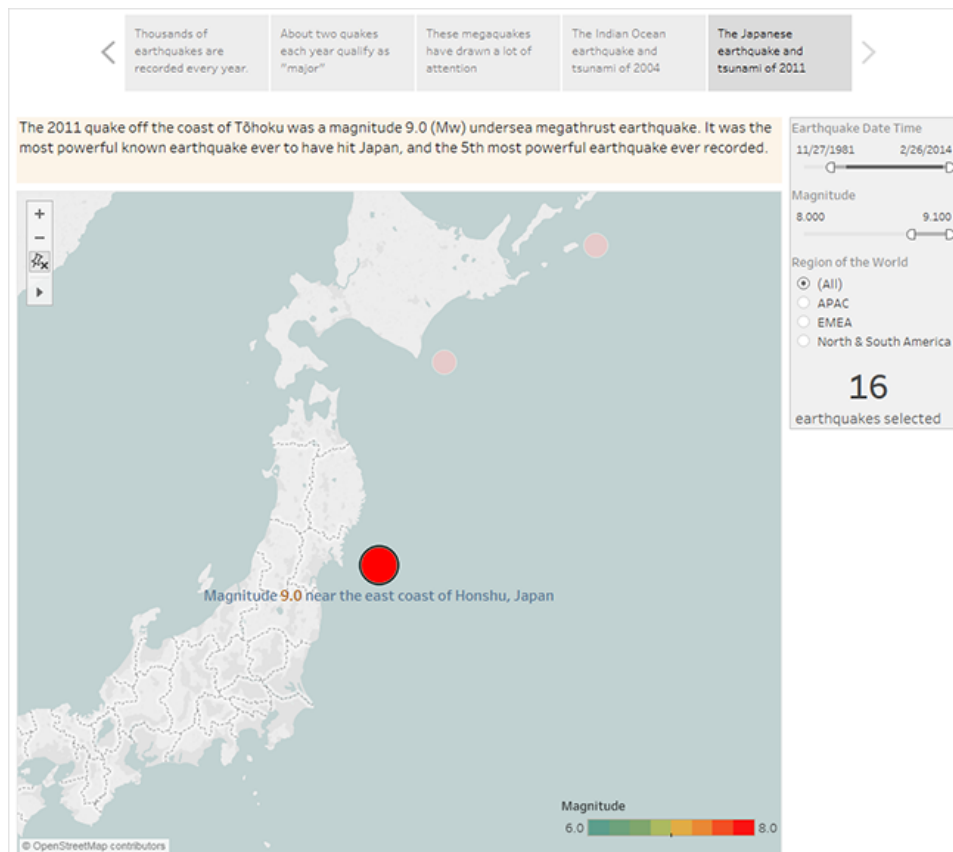 Thousands of
earthquakes are
recorded every year.
About two quakes
each year qualify as
"major"
These megaquakes
have drawn a lot of
attention
The Indian Ocean
earthquake and
tsunami of 2004
The Japanese
earthquake and
tsunami of 2011
The 2011 quake off the coast of Tōhoku was a magnitude 9.0 (Mw) undersea megathrust earthquake. It was the
most powerful known earthquake ever to have hit Japan, and the 5th most powerful earthquake ever recorded.
Earthquake Date Time
11/27/1981 2/26/2014
Magnitude
8.000 9.100
Region of the World
(All)
APAC
EMEA
North & South America
16
earthquakes selected
Magnitude 9.0 near the east coast of Honshu, Japan
Magnitude
6.0 8.0
© OpenStreetMap contributors